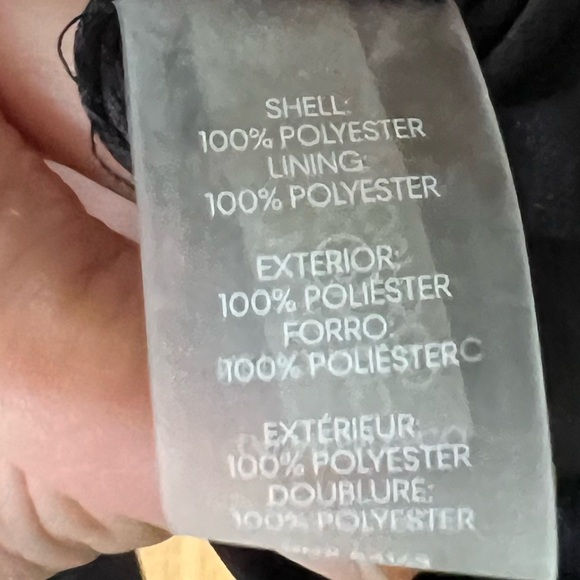 SHELL:
100% POLYESTER
LINING:
100% POLYESTER
EXTERIOR:
100% POLIÉSTER
FORRO:
100% POLIÉSTER
EXTÉRIEUR:
100% POLYESTER
DOUBLURE:
100% POLYESTER